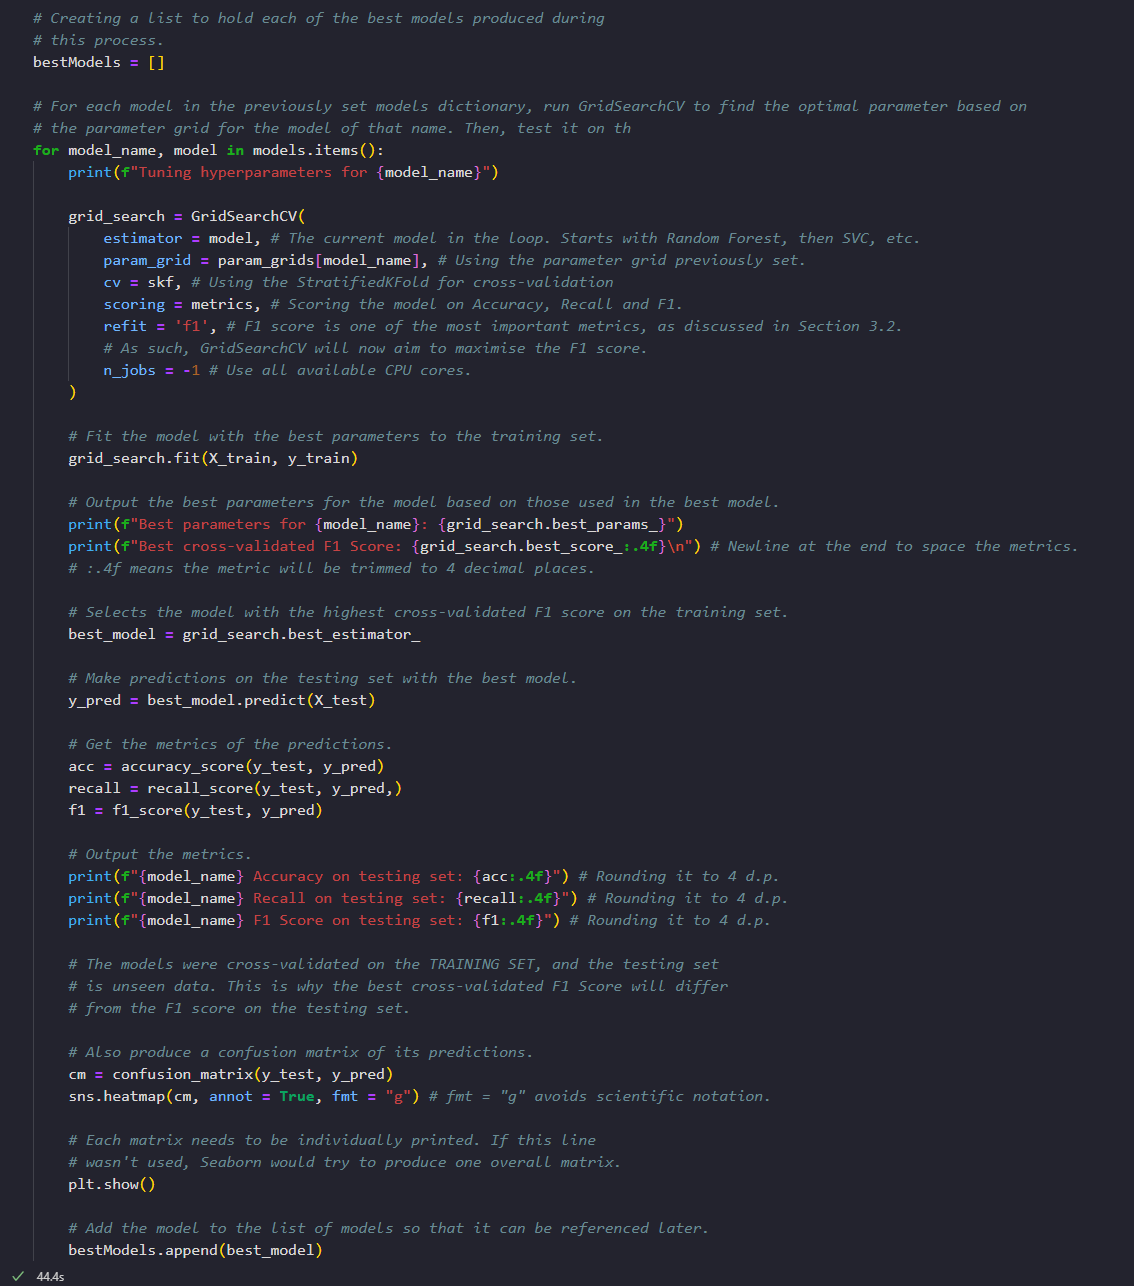 # Creating a list to hold each of the best models produced during
# this process.
bestModels = []
# For each model in the previously set models dictionary, run GridSearchCV to find the optimal parameter based on
# the parameter grid for the model of that name. Then, test it on th
for model_name, model in models.items():
print(f"Tuning hyperparameters for {model_name}")
grid_search = GridSearchCV(
estimator = model, # The current model in the loop. Starts with Random Forest, then SVC, etc.
param_grid = param_grids[model_name], # Using the parameter grid previously set.
cv = skf, # Using the StratifiedKFold for cross-validation
scoring = metrics, # Scoring the model on Accuracy, Recall and F1.
refit = 'f1', # F1 score is one of the most important metrics, as discussed in Section 3.2.
# As such, GridSearchCV will now aim to maximise the F1 score.
n_jobs = -1 # Use all available CPU cores.
)
# Fit the model with the best parameters to the training set.
grid_search.fit(X_train, y_train)
# Output the best parameters for the model based on those used in the best model.
print(f"Best parameters for {model_name}: {grid_search.best_params_}")
print(f"Best cross-validated F1 Score: {grid_search.best_score_:.4f}\n") # Newline at the end to space the metrics.
# :.4f means the metric will be trimmed to 4 decimal places.
# Selects the model with the highest cross-validated F1 score on the training set.
best_model = grid_search.best_estimator_
# Make predictions on the testing set with the best model.
y_pred = best_model.predict(X_test)
# Get the metrics of the predictions.
acc = accuracy_score(y_test, y_pred)
recall = recall_score(y_test, y_pred,)
f1 = f1_score(y_test, y_pred)
# Output the metrics.
print(f"{model_name} Accuracy on testing set: {acc:.4f}") # Rounding it to 4 d.p.
print(f"{model_name} Recall on testing set: {recall:.4f}") # Rounding it to 4 d.p.
print(f"{model_name} F1 Score on testing set: {f1:.4f}") # Rounding it to 4 d.p.
# The models were cross-validated on the TRAINING SET, and the testing set
# is unseen data. This is why the best cross-validated F1 Score will differ
# from the F1 score on the testing set.
# Also produce a confusion matrix of its predictions.
cm = confusion_matrix(y_test, y_pred)
sns.heatmap(cm, annot = True, fmt = "g") # fmt = "g" avoids scientific notation.
# Each matrix needs to be individually printed. If this line
# wasn't used, Seaborn would try to produce one overall matrix.
plt.show()
# Add the model to the list of models so that it can be referenced later.
bestModels.append(best_model)
44.4s